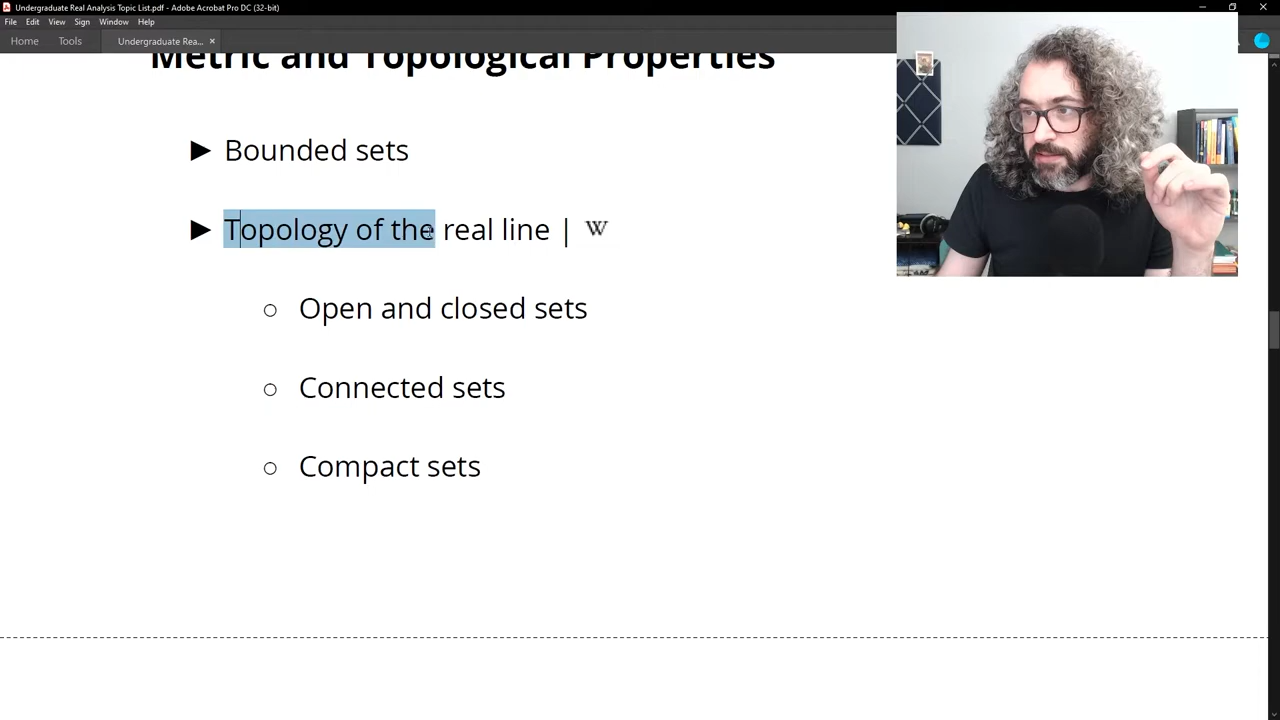 Undergraduate Real Analysis Topic List.pdf - Adobe Acrobat Pro DC (32-bit)
File Edit View Sign Window Help
Home Tools Undergraduate Rea... ×
Metric and Topological Properties
► Bounded sets
► Topology of the real line | W
○ Open and closed sets
○ Connected sets
○ Compact sets